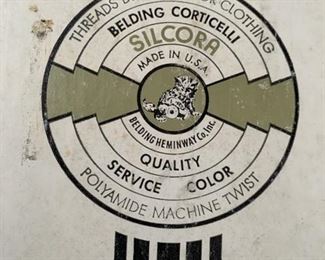 THREADS
CLOTHING
BELDING CORTICELLI
SILCORA
MADE IN U.S.A.
BELDING HEMINWAY Co, Inc.
QUALITY
SERVICE COLOR
POLYAMIDE MACHINE TWIST